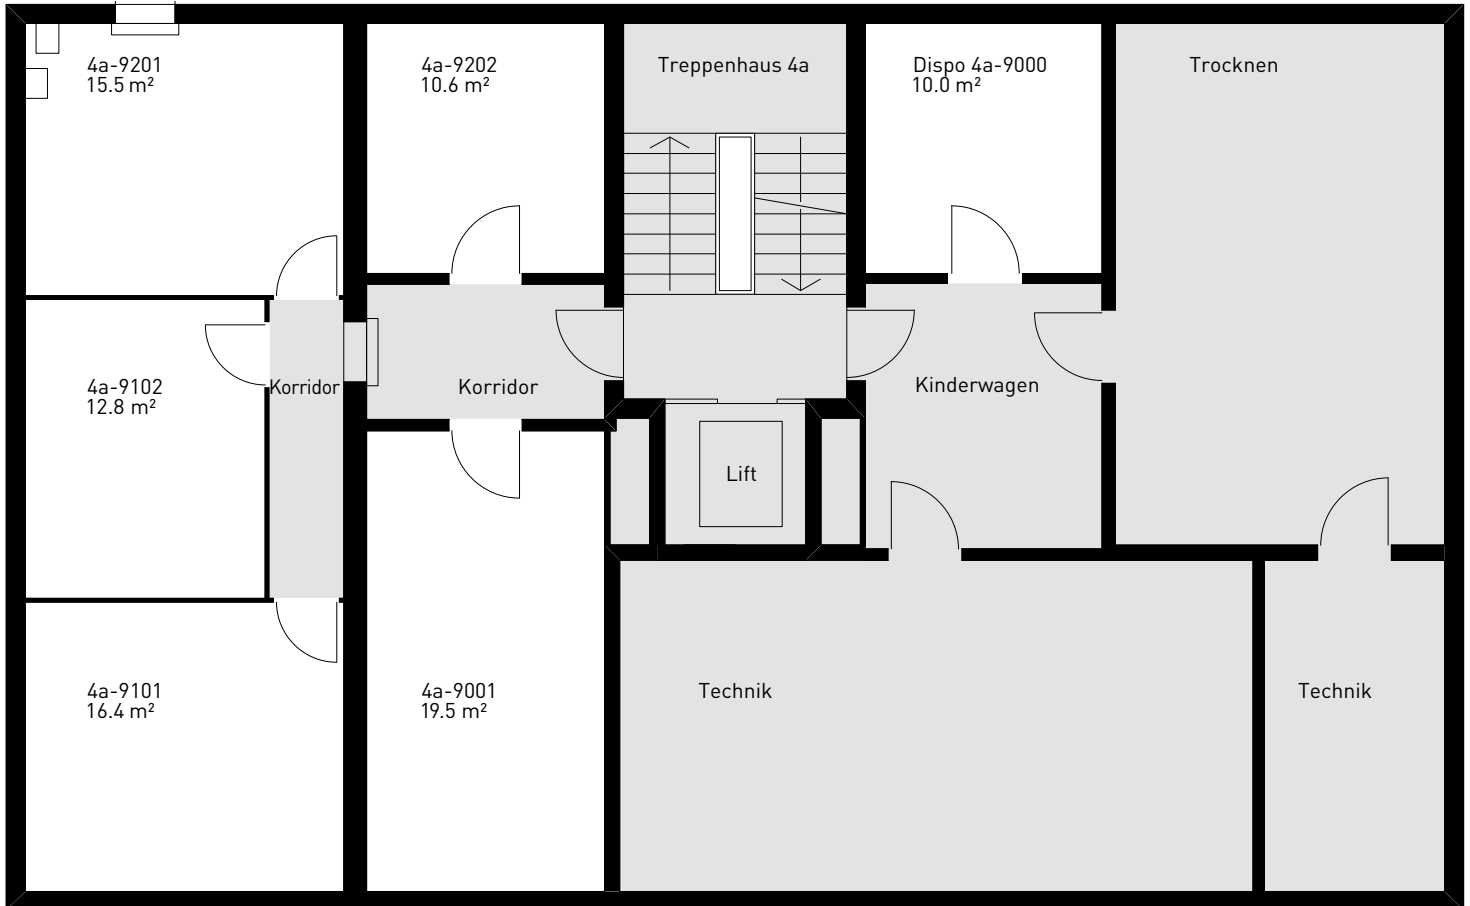 4a-9201
15.5 m²
4a-9202
10.6 m²
Treppenhaus 4a
Dispo 4a-9000
10.0 m²
Trocknen
4a-9102
12.8 m²
Korridor
Korridor
Kinderwagen
Lift
4a-9101
16.4 m²
4a-9001
19.5 m²
Technik
Technik